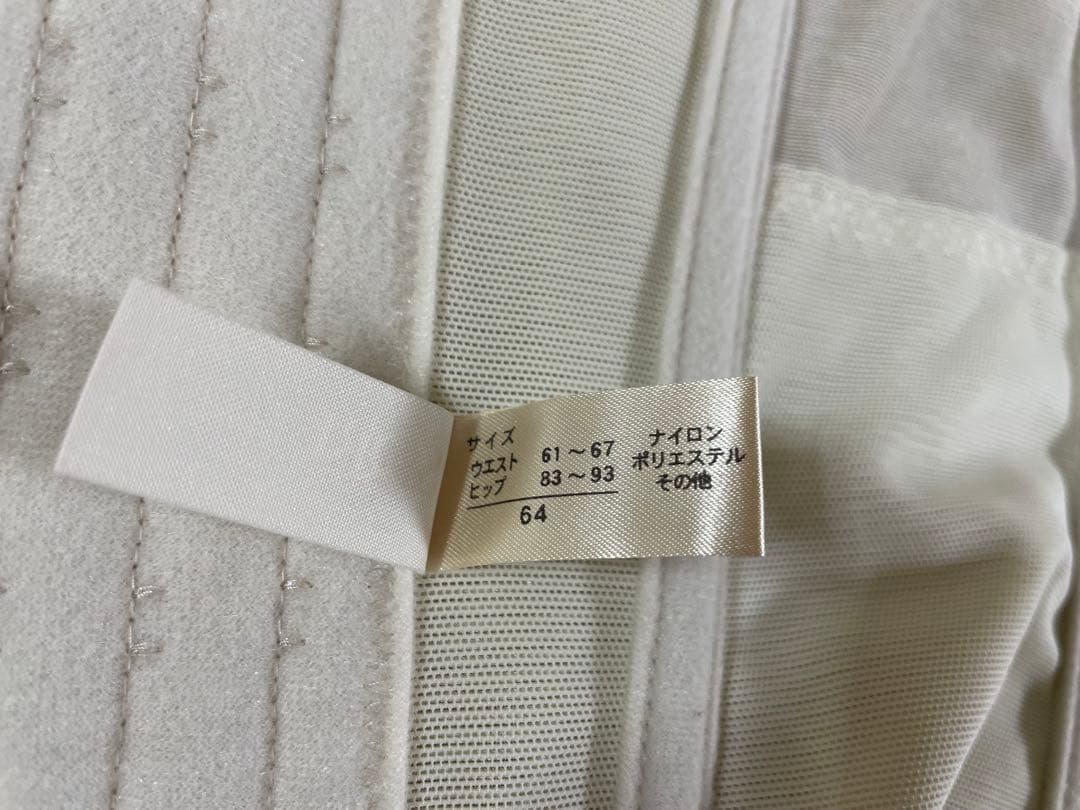 サイズ
ウエスト 61～67
ヒップ 83～93
64
ナイロン
ポリエステル
その他